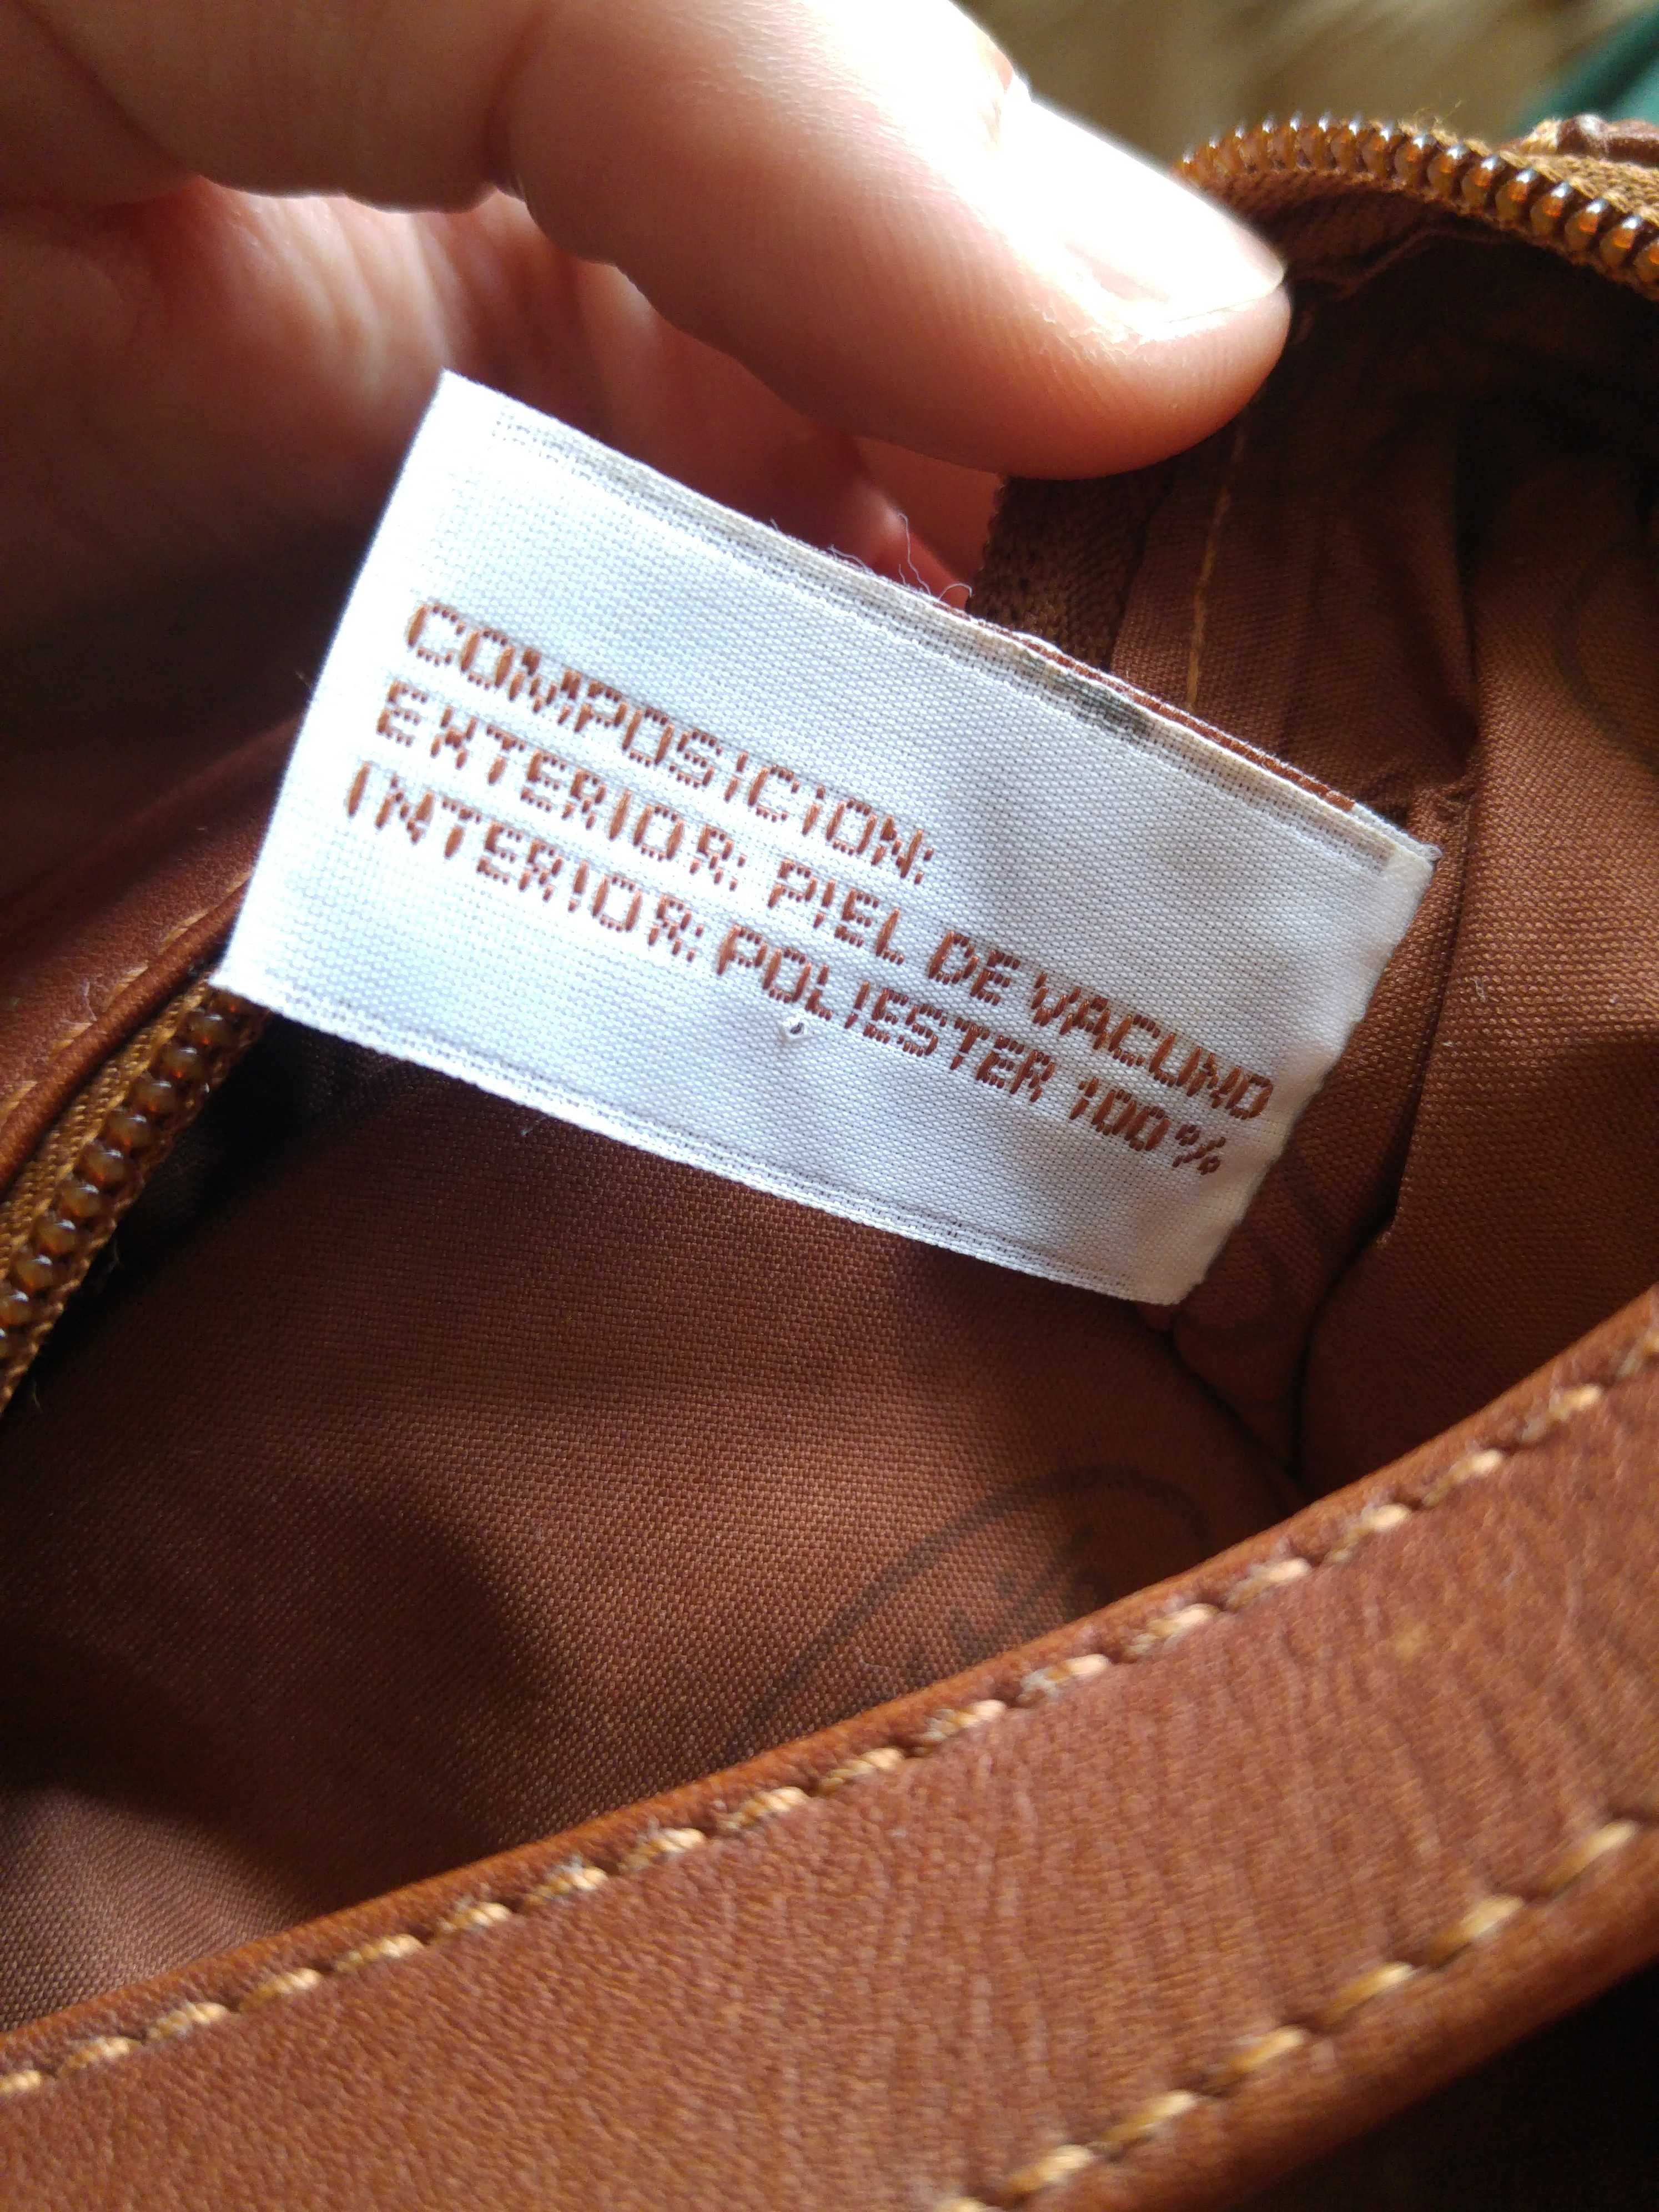 COMPOSICION:
EXTERIOR: PIEL DE VACUNO
INTERIOR: POLIESTER 100%